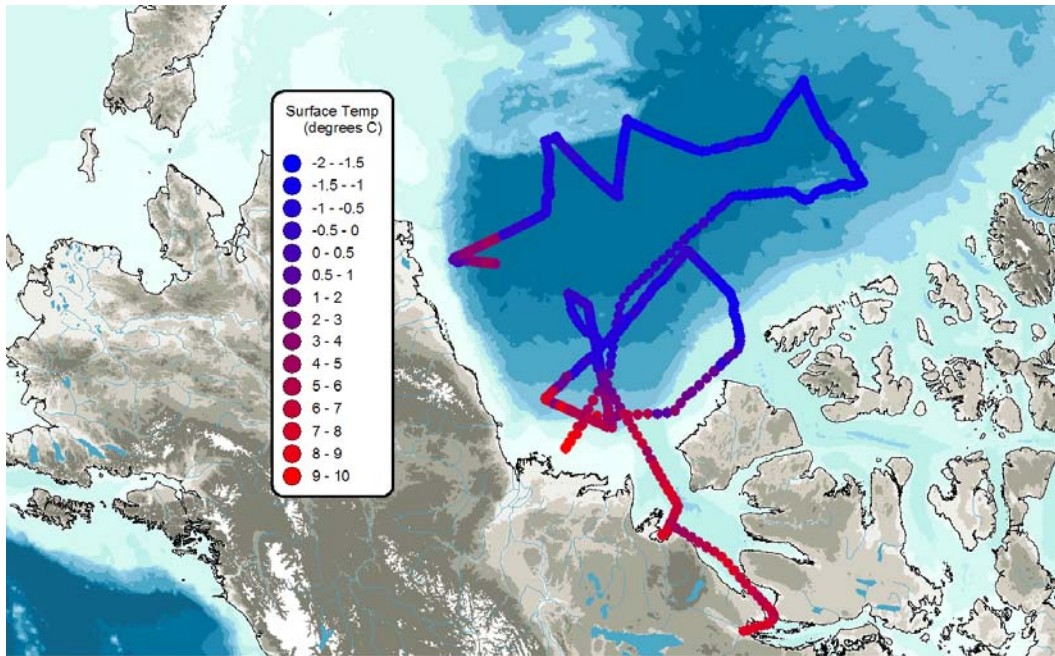 Surface Temp
(degrees C)
-2 - -1.5
-1.5 - -1
-1 - -0.5
-0.5 - 0
0 - 0.5
0.5 - 1
1 - 2
2 - 3
3 - 4
4 - 5
5 - 6
6 - 7
7 - 8
8 - 9
9 - 10